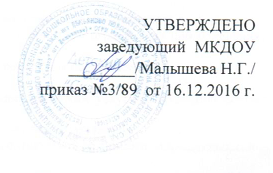 УТВЕРЖДЕНО
заведующий МКДОУ
/Малышева Н.Г./
приказ №3/89 от 16.12.2016 г.